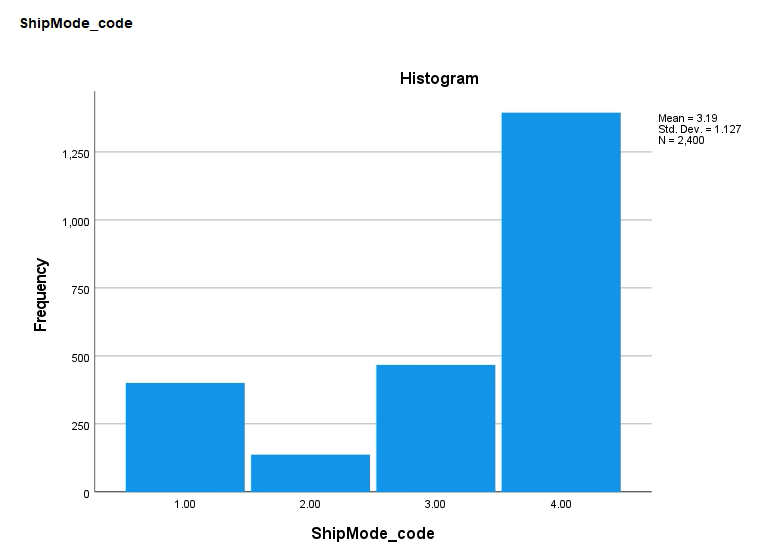 ShipMode_code
Histogram
Mean = 3.19
Std. Dev. = 1.127
N = 2,400
1,250
1,000
750
500
250
0
Frequency
1.00 2.00 3.00 4.00
ShipMode_code